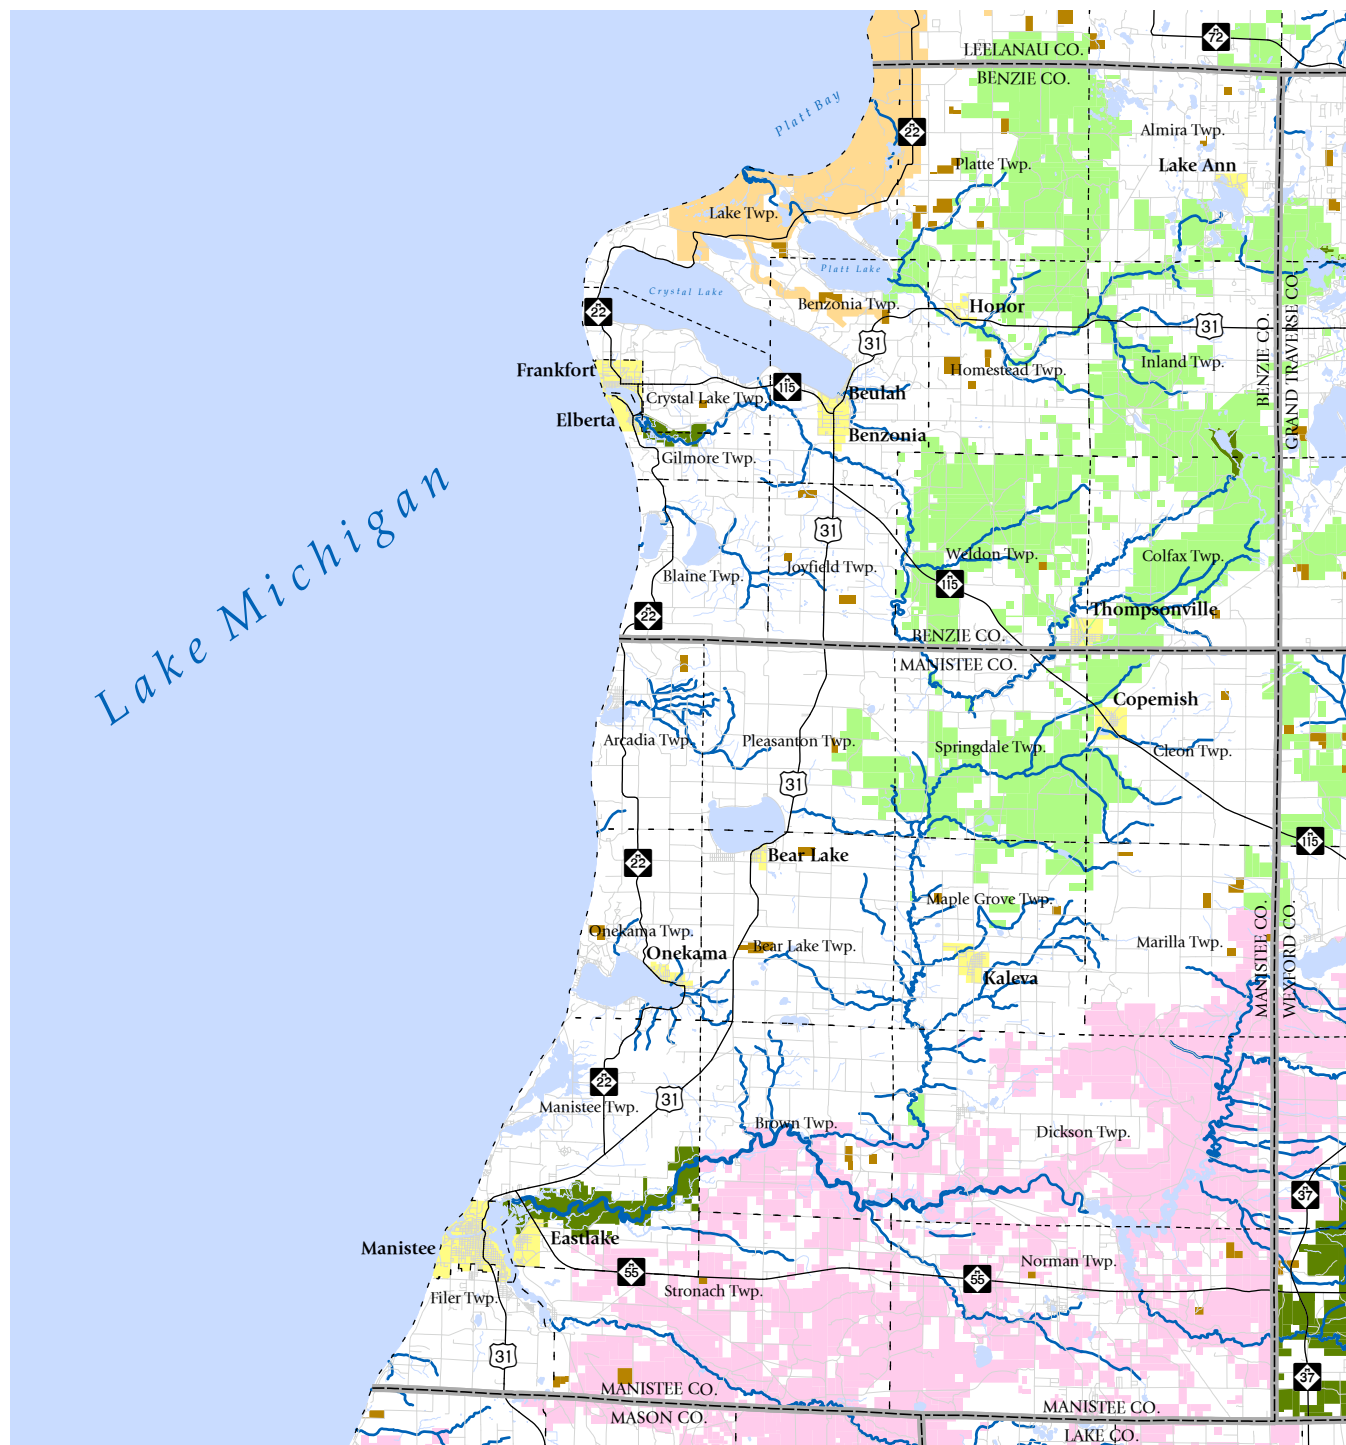 72
LEELANAU CO.
BENZIE CO.
Platt Bay
22
Almira Twp.
Platte Twp.
Lake Ann
Lake Twp.
Platt Lake
Crystal Lake
Benzonia Twp.
Honor
22
31
31
BENZIE CO.
GRAND TRAVERSE CO.
Frankfort
Homestead Twp.
Inland Twp.
115
Crystal Lake Twp.
Beulah
Elberta
Benzonia
Gilmore Twp.
Lake Michigan
31
Weldon Twp.
Colfax Twp.
Blaine Twp.
Joyfield Twp.
115
22
Thompsonville
BENZIE CO.
MANISTEE CO.
Copemish
Arcadia Twp.
Pleasanton Twp.
Springdale Twp.
Cleon Twp.
31
115
22
Bear Lake
Maple Grove Twp.
Onekama Twp.
Bear Lake Twp.
Marilla Twp.
MANISTEE CO.
WEXFORD CO.
Onekama
Kaleva
22
31
Manistee Twp.
Brown Twp.
Dickson Twp.
37
Manistee
Eastlake
55
55
Norman Twp.
Filer Twp.
Stronach Twp.
31
37
MANISTEE CO.
MASON CO.
MANISTEE CO.
LAKE CO.